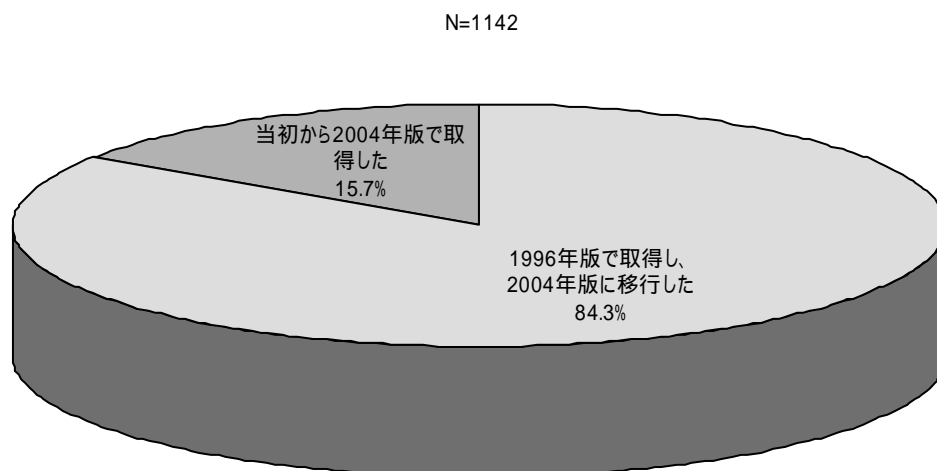 N=1142
当初から2004年版で取
得した
15.7%
1996年版で取得し、
2004年版に移行した
84.3%